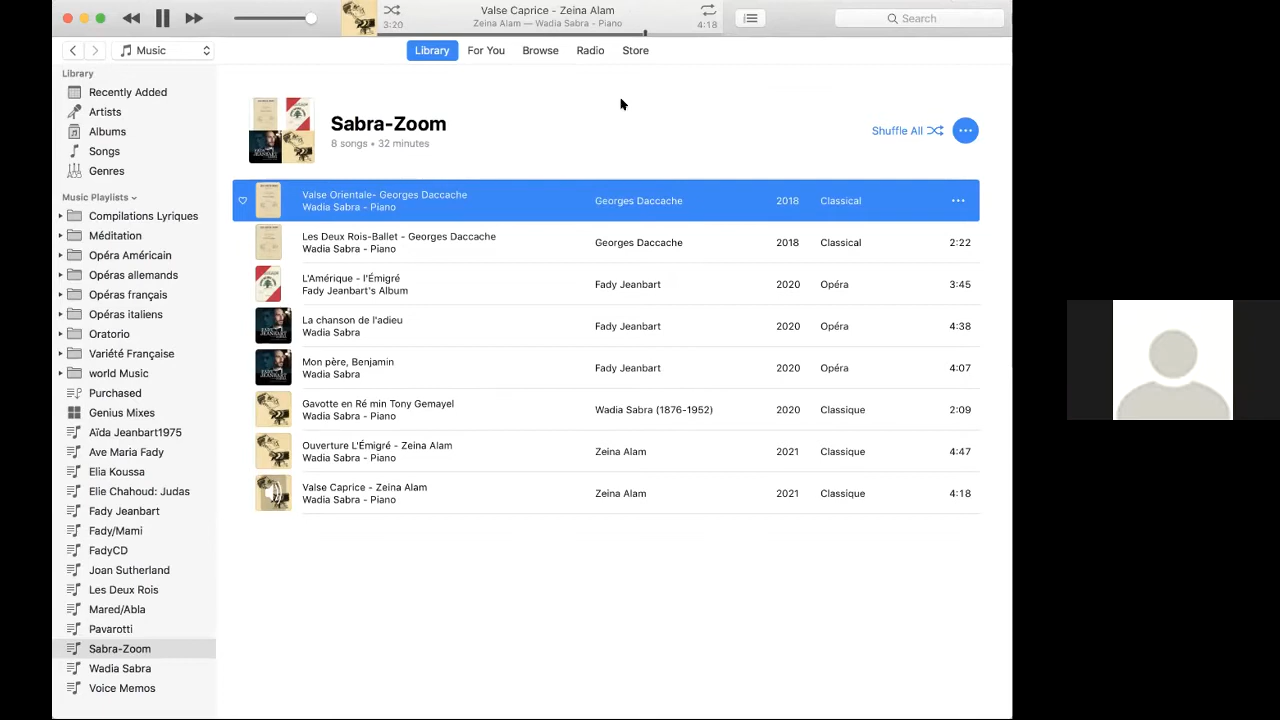 Valse Caprice - Zeina Alam
3:20
Zeina Alam — Wadia Sabra - Piano
4:18
Search
Music
Library
For You
Browse
Radio
Store
Library
Recently Added
Artists
Albums
Songs
Genres
Music Playlists
Compilations Lyriques
Méditation
Opéra Américain
Opéras allemands
Opéras français
Opéras italiens
Oratorio
Variété Française
world Music
Purchased
Genius Mixes
Aïda Jeanbart1975
Ave Maria Fady
Elia Koussa
Elie Chahoud: Judas
Fady Jeanbart
Fady/Mami
FadyCD
Joan Sutherland
Les Deux Rois
Mared/Abla
Pavarotti
Sabra-Zoom
Wadia Sabra
Voice Memos
Sabra-Zoom
8 songs • 32 minutes
Shuffle All
Valse Orientale- Georges Daccache
Wadia Sabra - Piano
Georges Daccache
2018
Classical
Les Deux Rois-Ballet - Georges Daccache
Wadia Sabra - Piano
Georges Daccache
2018
Classical
2:22
L'Amérique - l'Émigré
Fady Jeanbart's Album
Fady Jeanbart
2020
Opéra
3:45
La chanson de l'adieu
Wadia Sabra
Fady Jeanbart
2020
Opéra
4:38
Mon père, Benjamin
Wadia Sabra
Fady Jeanbart
2020
Opéra
4:07
Gavotte en Ré min Tony Gemayel
Wadia Sabra - Piano
Wadia Sabra (1876-1952)
2020
Classique
2:09
Ouverture L'Émigré - Zeina Alam
Wadia Sabra - Piano
Zeina Alam
2021
Classique
4:47
Valse Caprice - Zeina Alam
Wadia Sabra - Piano
Zeina Alam
2021
Classique
4:18